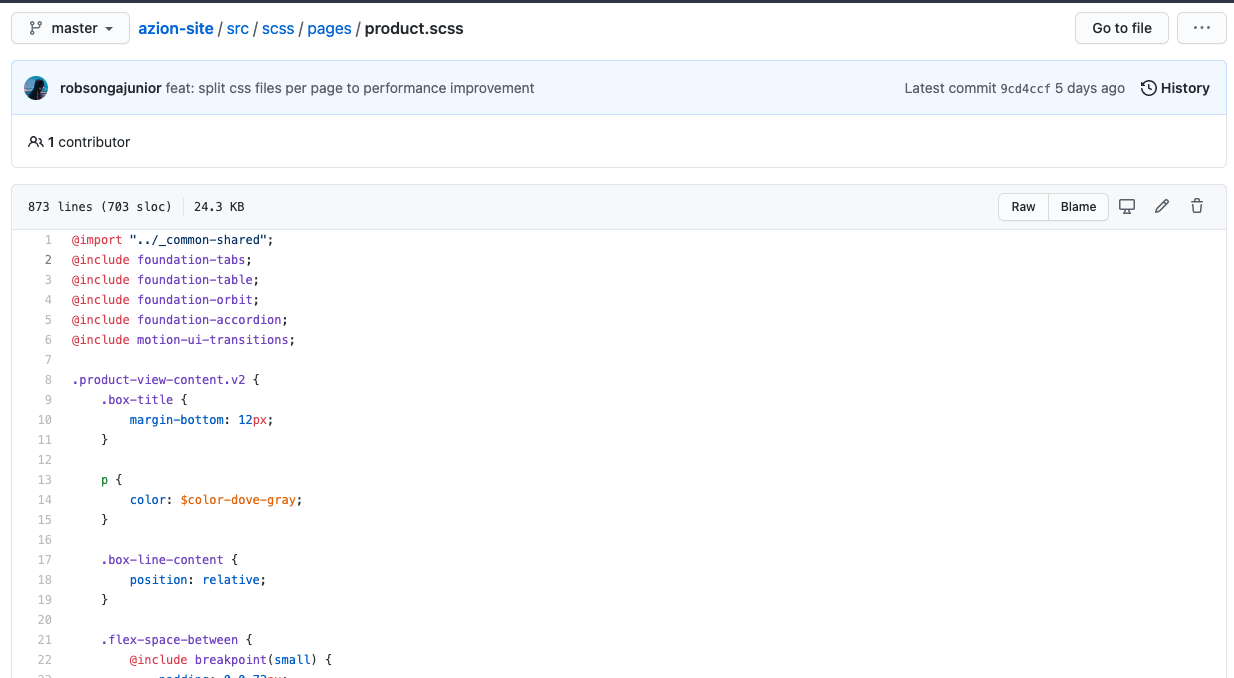 master azion-site / src / scss / pages / product.scss Go to file ...
robsongajunior feat: split css files per page to performance improvement Latest commit 9cd4ccf 5 days ago History
1 contributor
873 lines (703 sloc) 24.3 KB Raw Blame
1 @import "../_common-shared";
2 @include foundation-tabs;
3 @include foundation-table;
4 @include foundation-orbit;
5 @include foundation-accordion;
6 @include motion-ui-transitions;
7
8 .product-view-content.v2 {
9 .box-title {
10 margin-bottom: 12px;
11 }
12
13 p {
14 color: $color-dove-gray;
15 }
16
17 .box-line-content {
18 position: relative;
19 }
20
21 .flex-space-between {
22 @include breakpoint(small) {